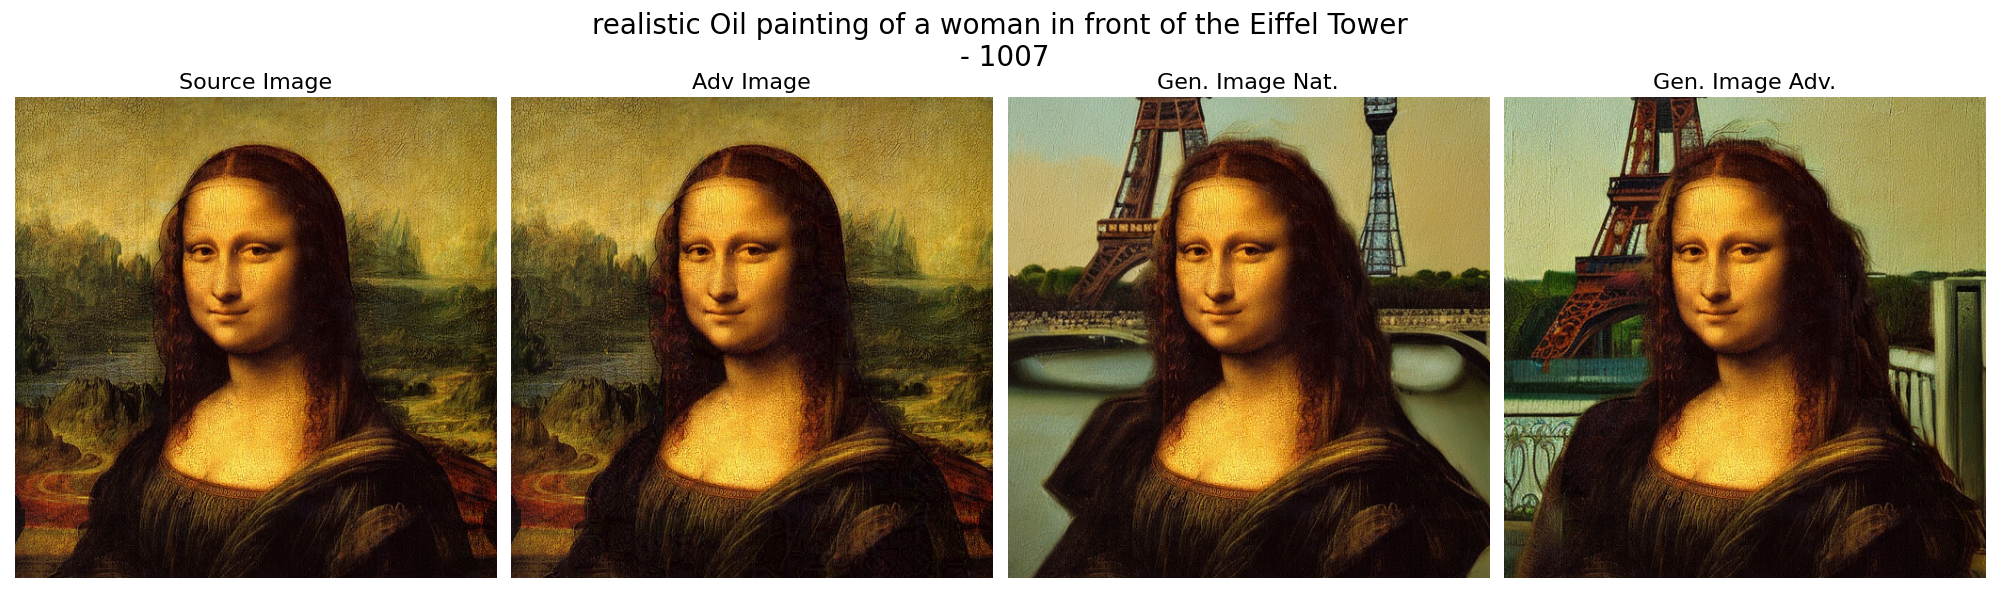 realistic Oil painting of a woman in front of the Eiffel Tower
- 1007
Source Image
Adv Image
Gen. Image Nat.
Gen. Image Adv.